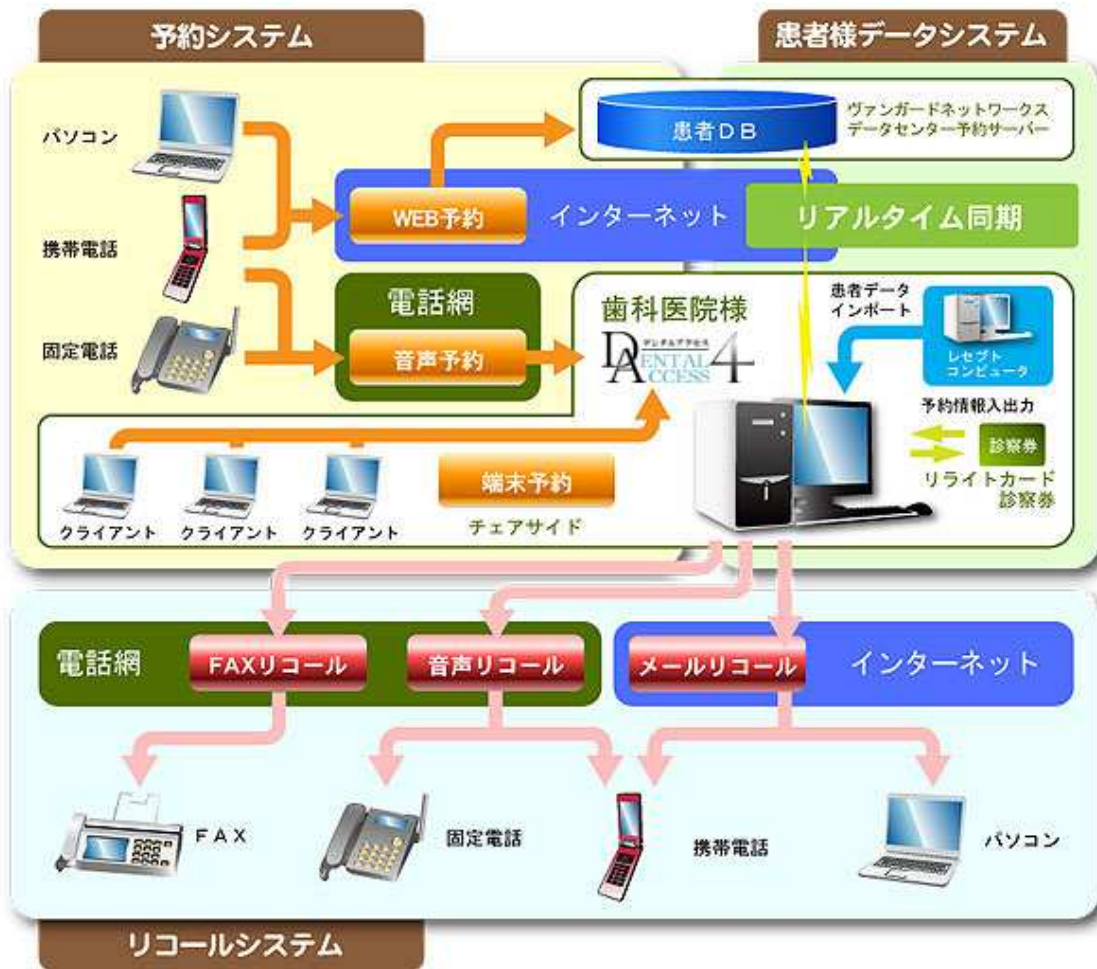 予約システム
患者様データシステム
パソコン
患者DB
ヴァンガードネットワークス
データセンター予約サーバー
携帯電話
WEB予約
インターネット
リアルタイム同期
固定電話
電話網
音声予約
歯科医院様
デンタルアクセス
DENTAL
ACCESS 4
患者データ
インポート
レセプト
コンピュータ
予約情報入出力
診察券
リライトカード
診察券
端末予約
チェアサイド
クライアント
クライアント
クライアント
電話網
FAXリコール
音声リコール
メールリコール
インターネット
FAX
固定電話
携帯電話
パソコン
リコールシステム